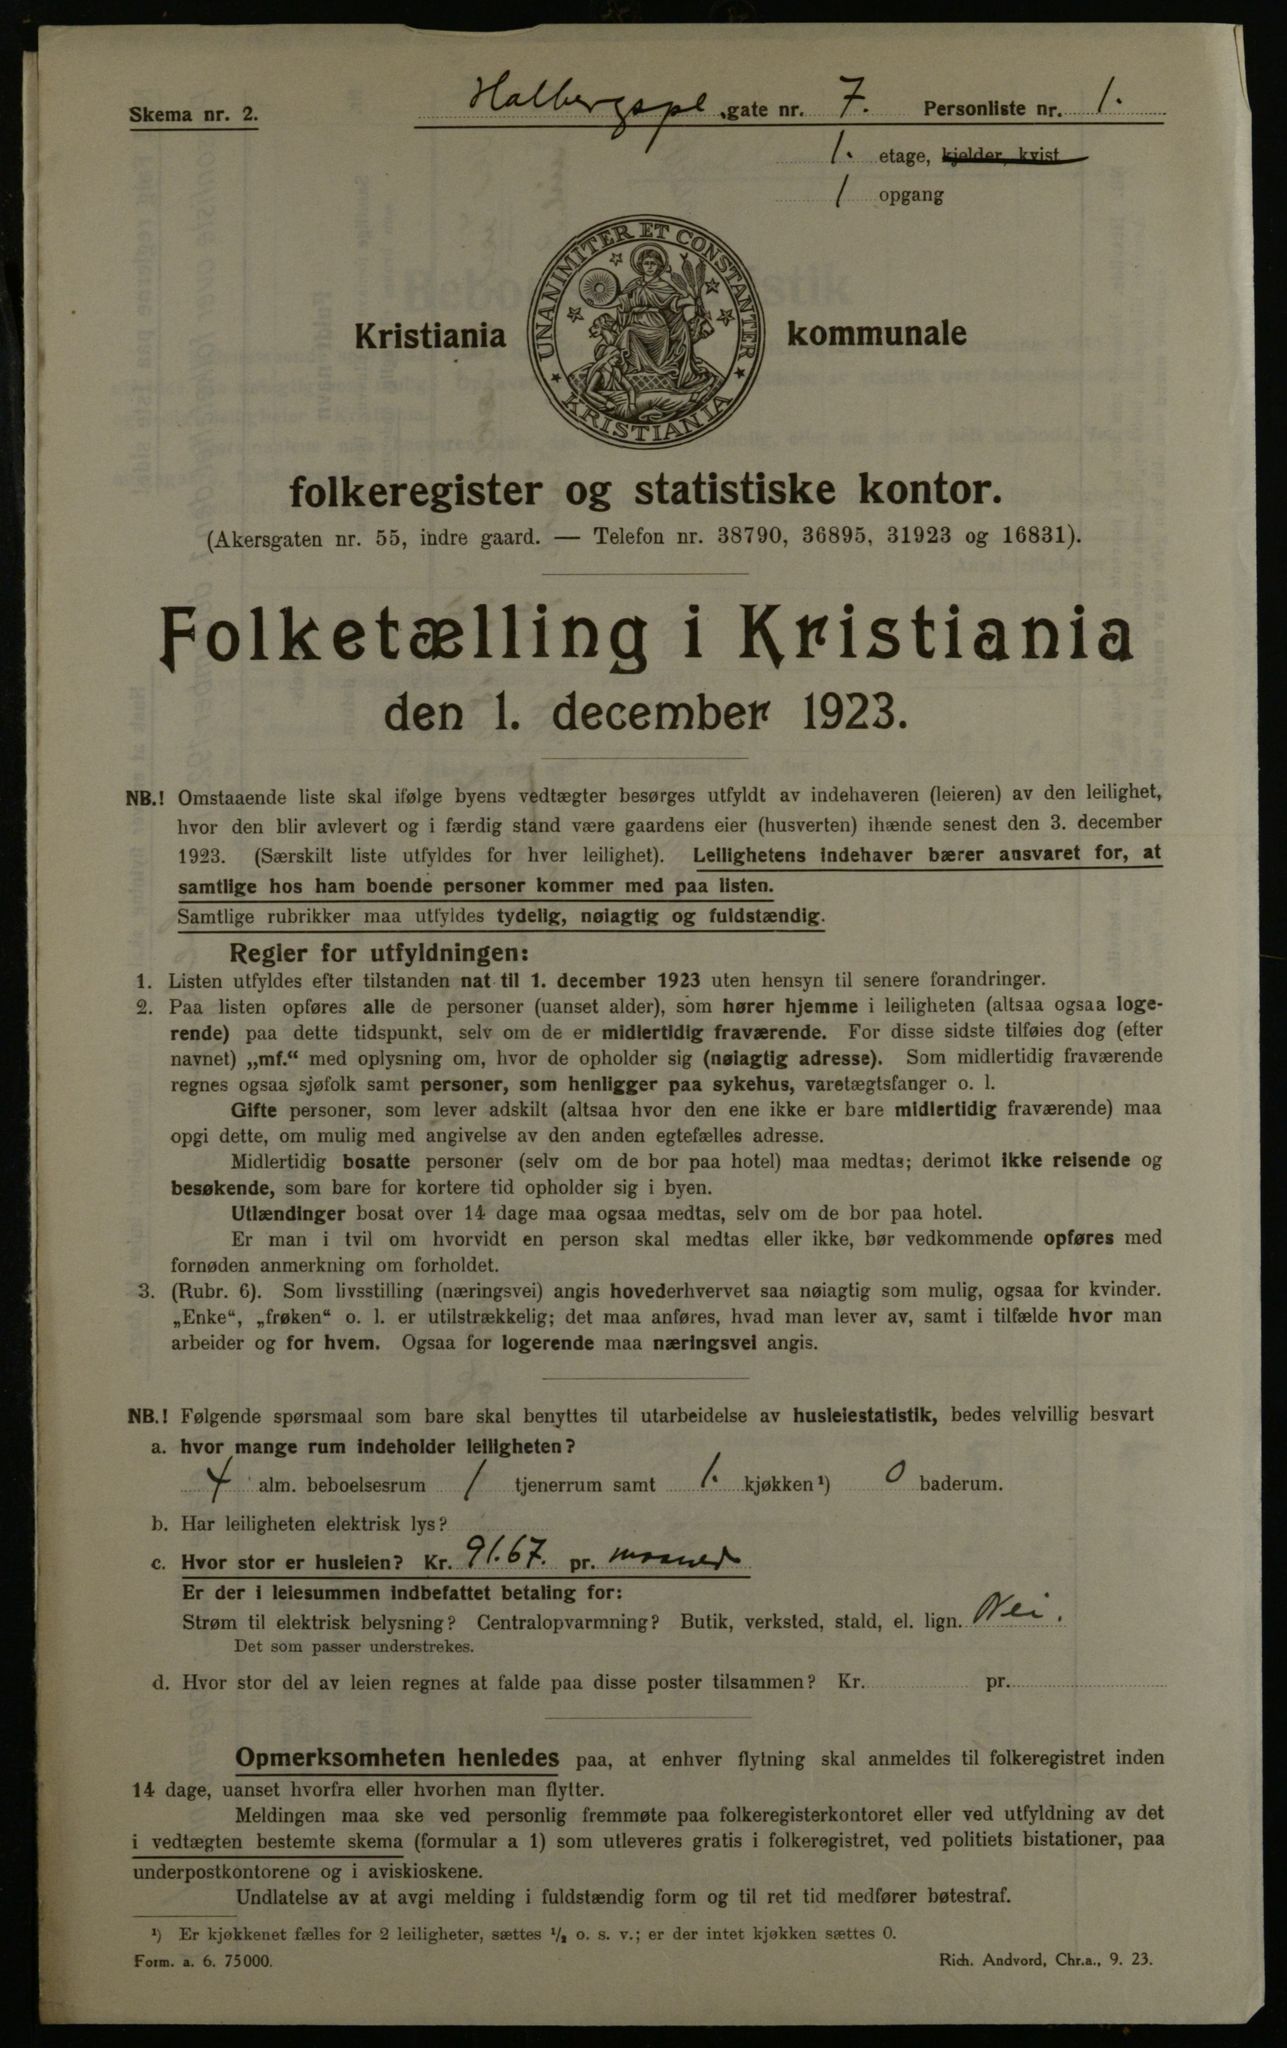 Skema nr. 2.
Holbergspl. gate nr. 7. Personliste nr. 1.
1. etage, kjelder, kvist
1 opgang
UNANIMITER ET CONSTANTER
KRISTIANIA
Kristiania kommunale
folkeregister og statistiske kontor.
(Akersgaten nr. 55, indre gaard. — Telefon nr. 38790, 36895, 31923 og 16831).
Folketælling i Kristiania
den 1. december 1923.
NB.! Omstaaende liste skal ifølge byens vedtægter besørges utfyldt av indehaveren (leieren) av den leilighet,
hvor den blir avlevert og i færdig stand være gaardens eier (husverten) ihænde senest den 3. december
1923. (Særskilt liste utfyldes for hver leilighet). Leilighetens indehaver bærer ansvaret for, at
samtlige hos ham boende personer kommer med paa listen.
Samtlige rubrikker maa utfyldes tydelig, nøiagtig og fuldstændig.
Regler for utfyldningen:
1. Listen utfyldes efter tilstanden nat til 1. december 1923 uten hensyn til senere forandringer.
2. Paa listen opføres alle de personer (uanset alder), som hører hjemme i leiligheten (altsaa ogsaa loge-
rende) paa dette tidspunkt, selv om de er midlertidig fraværende. For disse sidste tilføies dog (efter
navnet) „mf.“ med oplysning om, hvor de opholder sig (nøiagtig adresse). Som midlertidig fraværende
regnes ogsaa sjøfolk samt personer, som henligger paa sykehus, varetægtsfanger o. l.
Gifte personer, som lever adskilt (altsaa hvor den ene ikke er bare midlertidig fraværende) maa
opgi dette, om mulig med angivelse av den anden egtefælles adresse.
Midlertidig bosatte personer (selv om de bor paa hotel) maa medtas; derimot ikke reisende og
besøkende, som bare for kortere tid opholder sig i byen.
Utlændinger bosat over 14 dage maa ogsaa medtas, selv om de bor paa hotel.
Er man i tvil om hvorvidt en person skal medtas eller ikke, bør vedkommende opføres med
fornøden anmerkning om forholdet.
3. (Rubr. 6). Som livsstilling (næringsvei) angis hovederhvervet saa nøiagtig som mulig, ogsaa for kvinder.
„Enke“, „frøken“ o. l. er utilstrækkelig; det maa anføres, hvad man lever av, samt i tilfælde hvor man
arbeider og for hvem. Ogsaa for logerende maa næringsvei angis.
NB.! Følgende spørsmaal som bare skal benyttes til utarbeidelse av husleiestatistik, bedes velvillig besvart
a. hvor mange rum indeholder leiligheten?
4 alm. beboelsesrum 1 tjenerrum samt 1. kjøkken¹) 0 baderum.
b. Har leiligheten elektrisk lys?
c. Hvor stor er husleien? Kr. 91.67. pr. maaned
Er der i leiesummen indbefattet betaling for:
Strøm til elektrisk belysning? Centralopvarmning? Butik, verksted, stald, el. lign. Nei.
Det som passer understrekes.
d. Hvor stor del av leien regnes at falde paa disse poster tilsammen? Kr. pr.
Opmerksomheten henledes paa, at enhver flytning skal anmeldes til folkeregistret inden
14 dage, uanset hvorfra eller hvorhen man flytter.
Meldingen maa ske ved personlig fremmøte paa folkeregisterkontoret eller ved utfyldning av det
i vedtægten bestemte skema (formular a 1) som utleveres gratis i folkeregistret, ved politiets bistationer, paa
underpostkontorene og i aviskioskene.
Undlatelse av at avgi melding i fuldstændig form og til ret tid medfører bøtestraf.
¹) Er kjøkkenet fælles for 2 leiligheter, sættes ½ o. s. v.; er der intet kjøkken sættes 0.
Form. a. 6. 75000. Rich. Andvord, Chr.a., 9. 23.